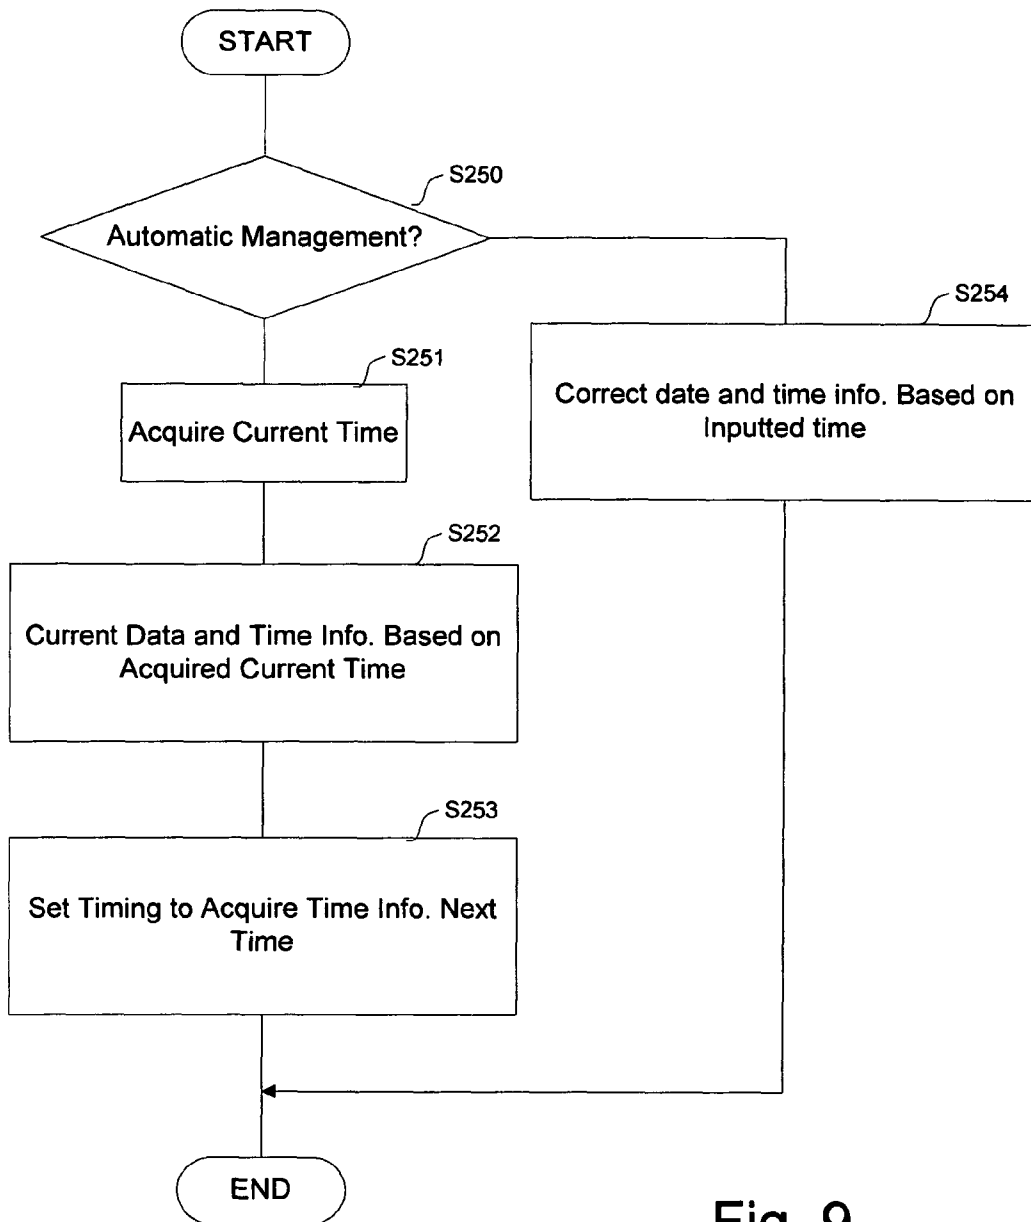 START
S250
Automatic Management?
S254
Correct date and time info. Based on
Inputted time
S251
Acquire Current Time
S252
Current Data and Time Info. Based on
Acquired Current Time
S253
Set Timing to Acquire Time Info. Next
Time
END
Fig. 9